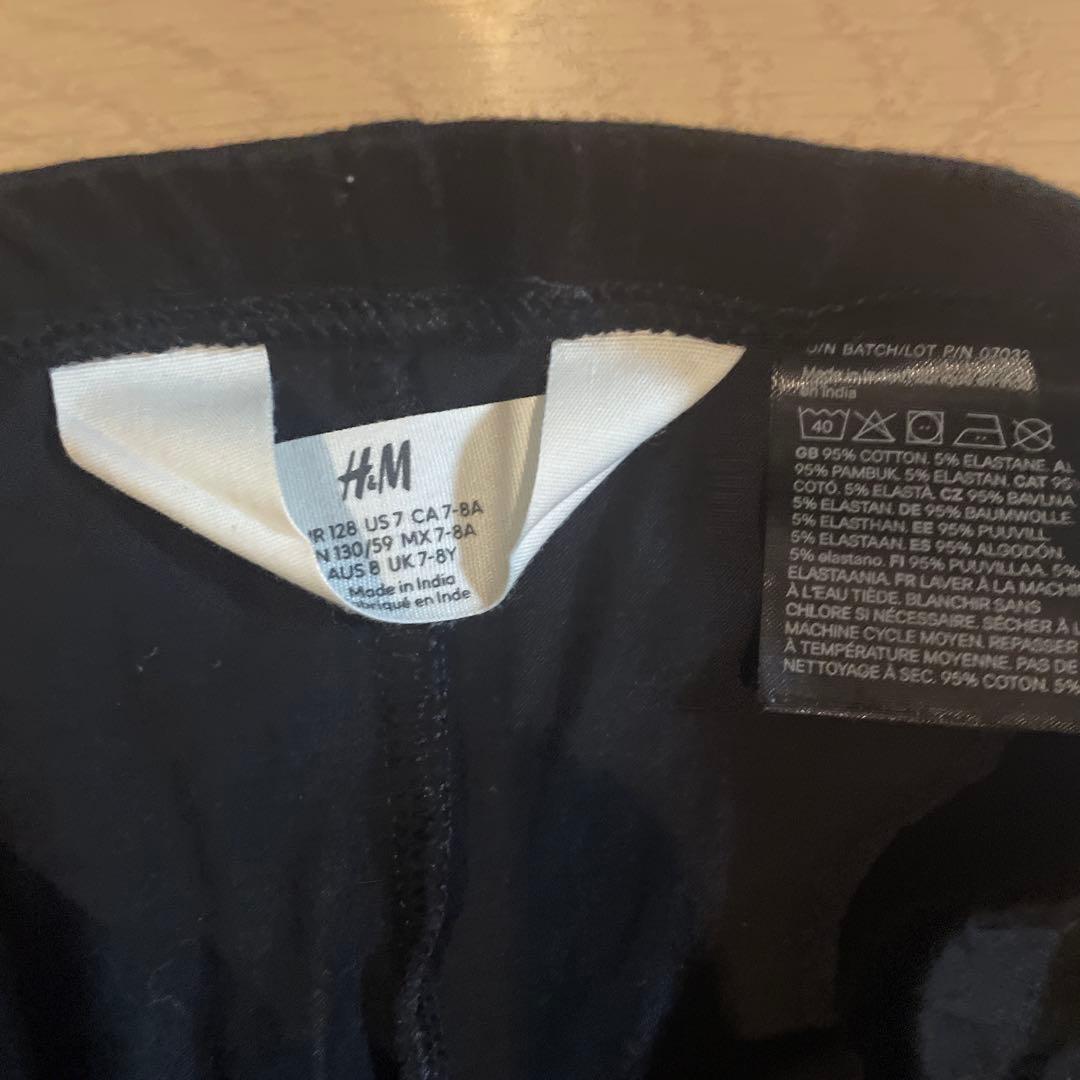 H&M
128 US 7 CA 7-8A
130/59 MX 7-8A
AUS 8 UK 7-8Y
Made in India
en Inde
BATCH/LOT P/N 07032
Made in India
en India
40
GB 95% COTTON. 5% ELASTANE.
95% PAMBUK. 5% ELASTAN. CAT 95
COTÓ. 5% ELASTÀ. CZ 95% BAVLNA
5% ELASTAN. DE 95% BAUMWOLLE
5% ELASTHAN. EE 95% PUUVILL
5% ELASTAAN. ES 95% ALGODÓN.
5% elastano. FI 95% PUUVILLAA. 5%
ELASTAANIA. FR LAVER À LA
À L'EAU TIÈDE. BLANCHIR SANS
CHLORE SI NÉCESSAIRE. SÉCHER À
MACHINE CYCLE MOYEN. REPASSER
À TEMPÉRATURE MOYENNE. PAS DE
NETTOYAGE À SEC. 95% COTON. 5%